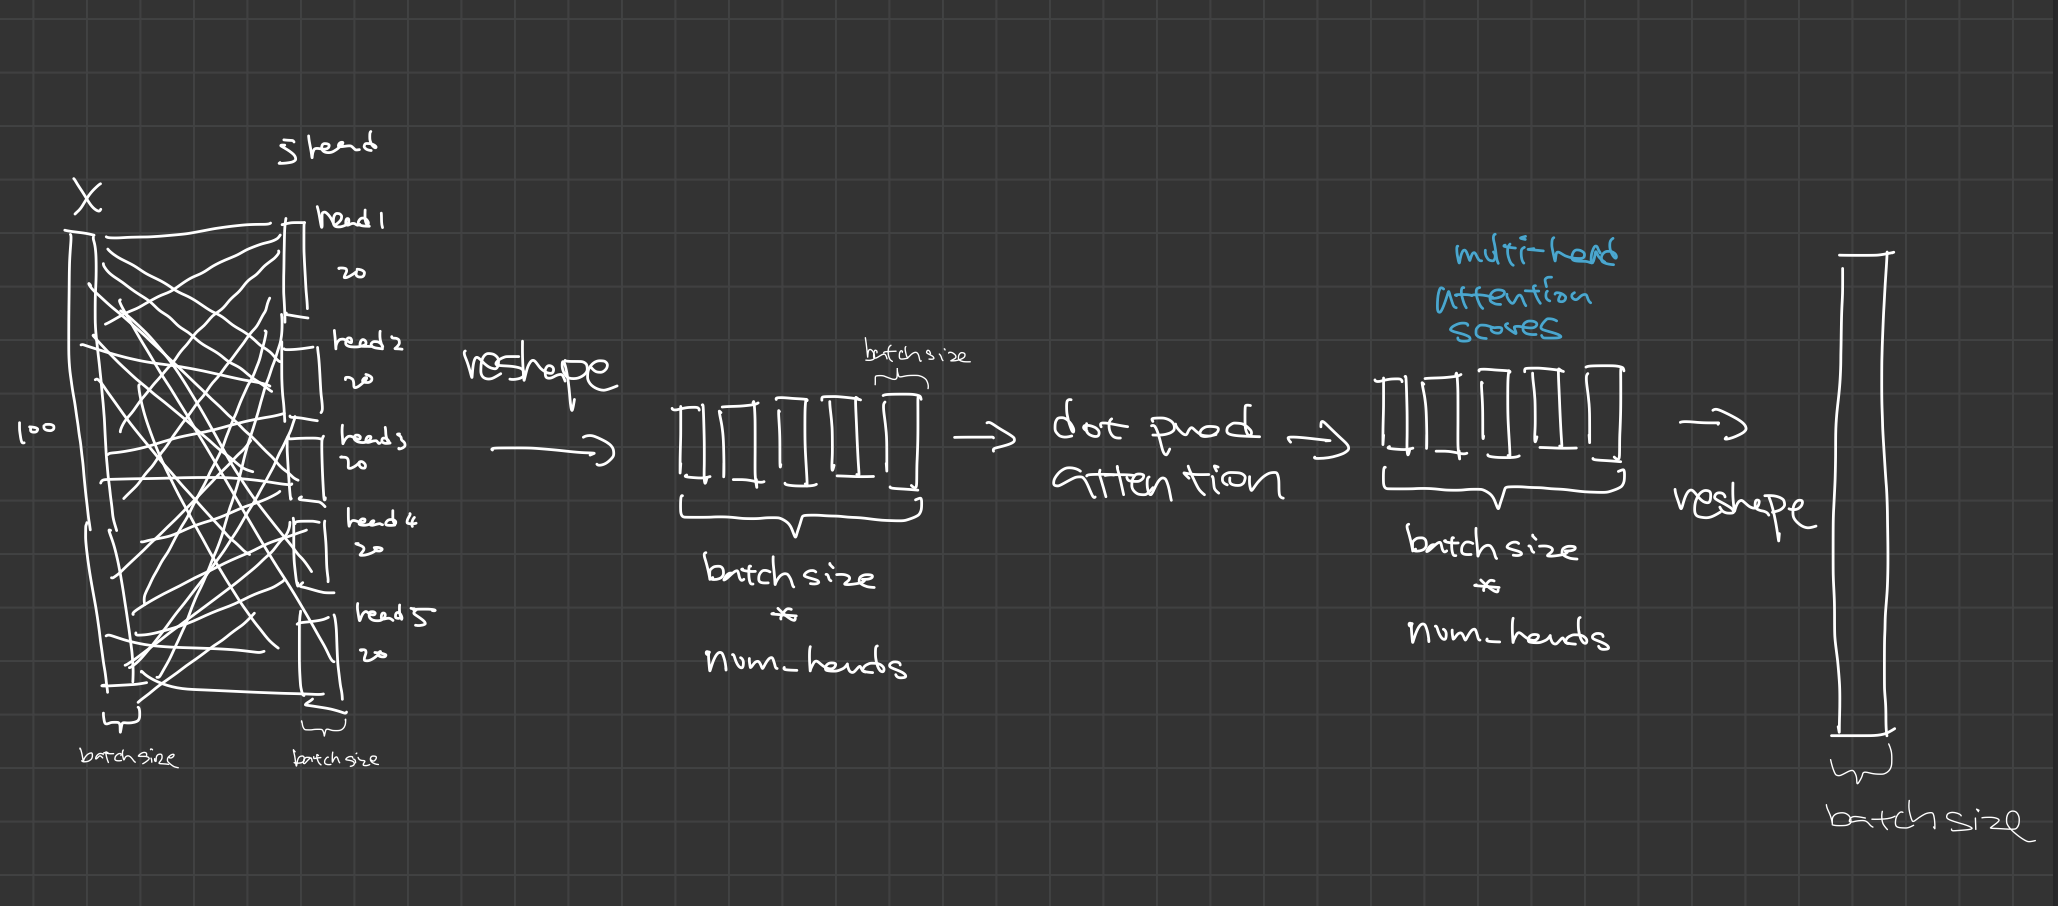 5 head
X
head 1
20
head 2
20
head 3
20
head 4
20
head 5
20
100
batch size
batch size
reshape
batch size
batch size
*
num_heads
dot prod
attention
multi-head
attention
scores
batch size
*
num_heads
reshape
batch size